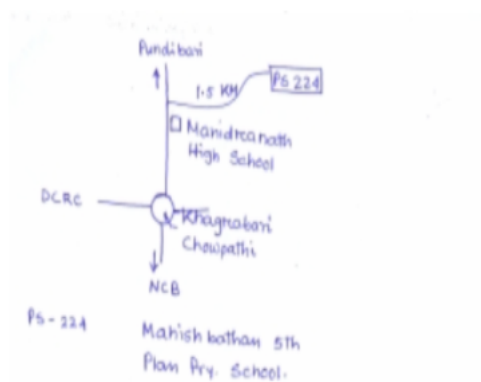 Pundibari
1.5 KM
PS 224
Manidreanath
High School
DCRC
Khagrabari
Chowpathi
NCB
PS-224
Mahish bathan 5th
Plan Pry. School.